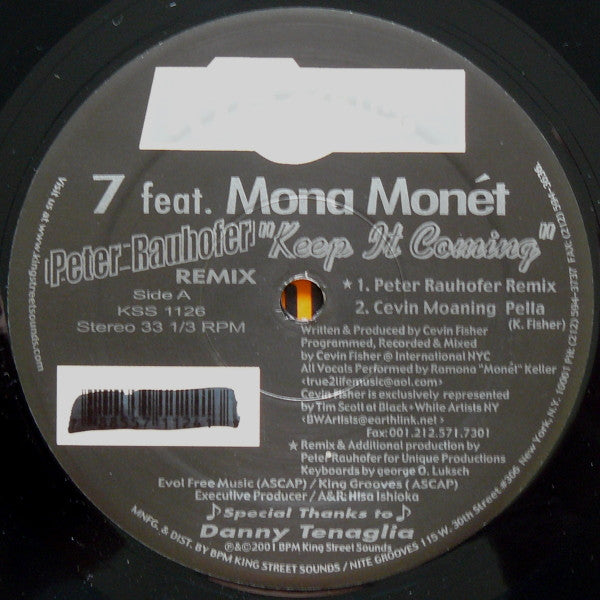 7 feat. Mona Monét
Peter Rauhofer
REMIX
"Keep It Coming"
Side A
KSS 1126
Stereo 33 1/3 RPM
★ 1. Peter Rauhofer Remix
2. Cevin Moaning Pella
(K. Fisher)
Written & Produced by Cevin Fisher
Programmed, Recorded & Mixed
by Cevin Fisher @ International NYC
All Vocals Performed by Ramona "Monét" Keller
<true2lifemusic@aol.com>
Cevin Fisher is exclusively represented
by Tim Scott at Black+White Artists NY
<BWArtists@earthlink.net>
Fax:001.212.571.7301
★ Remix & Additional production by
Peter Rauhofer for Unique Productions
Keyboards by george O. Luksch
Evol Free Music (ASCAP) / King Grooves (ASCAP)
Executive Producer / A&R: Hisa Ishioka
♪Special Thanks to♪
Danny Tenaglia
℗&©2001 BPM King Street Sounds
Visit us at www.kingstreetsounds.com
MNFG. & DIST. BY BPM KING STREET SOUNDS / NITE GROOVES 115 W. 30th Street #306 New York, N.Y. 10001 PH: (212) 594-3737 FAX: (212) 594-3636